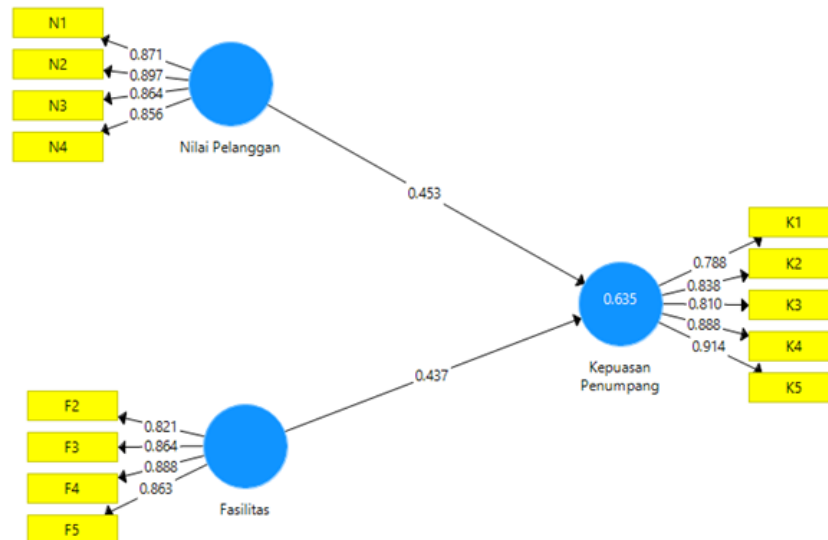 N1
N2
N3
N4
0.871
0.897
0.864
0.856
Nilai Pelanggan
0.453
0.635
Kepuasan
Penumpang
0.788
0.838
0.810
0.888
0.914
K1
K2
K3
K4
K5
0.437
F2
F3
F4
F5
0.821
0.864
0.888
0.863
Fasilitas